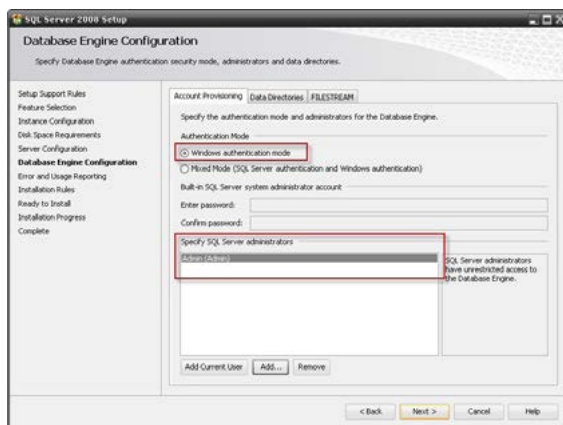 SQL Server 2008 Setup
Database Engine Configuration
Specify Database Engine authentication security mode, administrators and data directories.
Setup Support Rules
Feature Selection
Instance Configuration
Disk Space Requirements
Server Configuration
Database Engine Configuration
Error and Usage Reporting
Installation Rules
Ready to Install
Installation Progress
Complete
Account Provisioning Data Directories FILESTREAM
Specify the authentication mode and administrators for the Database Engine.
Authentication Mode
Windows authentication mode
Mixed Mode (SQL Server authentication and Windows authentication)
Built-in SQL Server system administrator account
Enter password:
Confirm password:
Specify SQL Server administrators
Admin (Admin)
SQL Server administrators
have unrestricted access to
the Database Engine.
Add Current User Add... Remove
< Back Next > Cancel Help